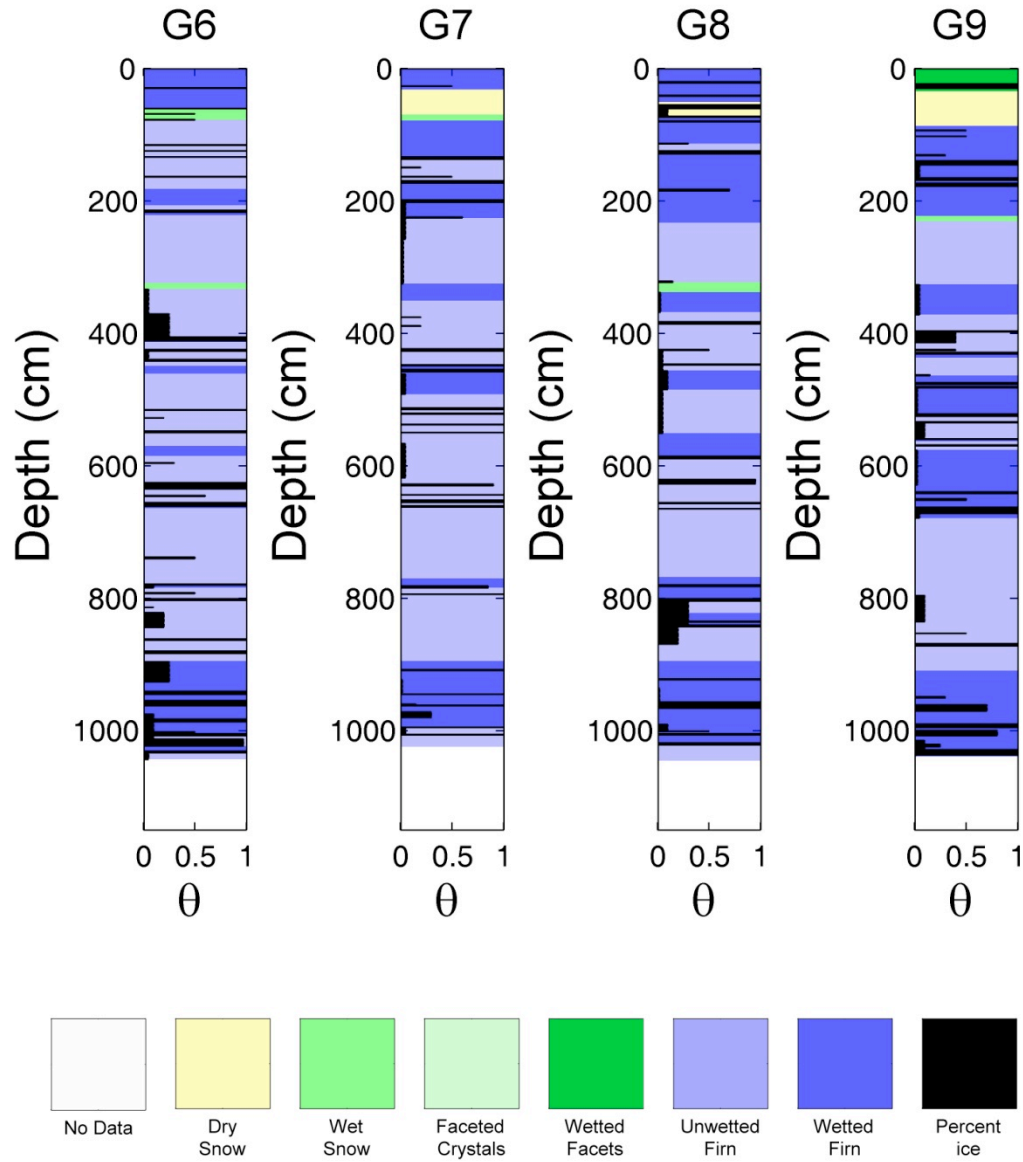 G6 G7 G8 G9
0 0 0 0
200 200 200 200
400 400 400 400
Depth (cm) Depth (cm) Depth (cm) Depth (cm)
600 600 600 600
800 800 800 800
1000 1000 1000 1000
0 0.5 1 0 0.5 1 0 0.5 1 0 0.5 1
θ θ θ θ
No Data Dry Wet Faceted Wetted Unwetted Wetted Percent
Snow Snow Crystals Facets Firn Firn ice